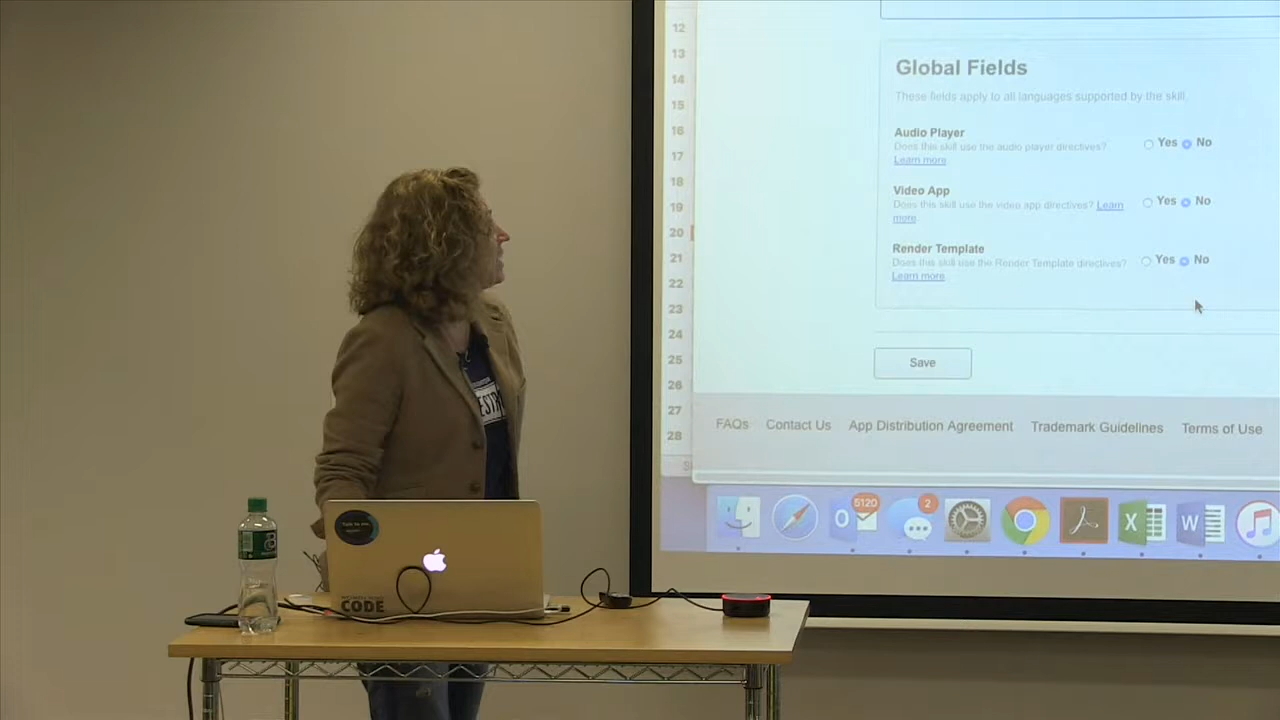 12
13
14
15
16
17
18
19
20
21
22
23
24
25
26
27
28
Global Fields
These fields apply to all languages supported by the skill.
Audio Player
Does this skill use the audio player directives?
Learn more
Yes No
Video App
Does this skill use the video app directives? Learn
more
Yes No
Render Template
Does this skill use the Render Template directives?
Learn more
Yes No
Save
FAQs Contact Us App Distribution Agreement Trademark Guidelines Terms of Use
5120
2
CODE